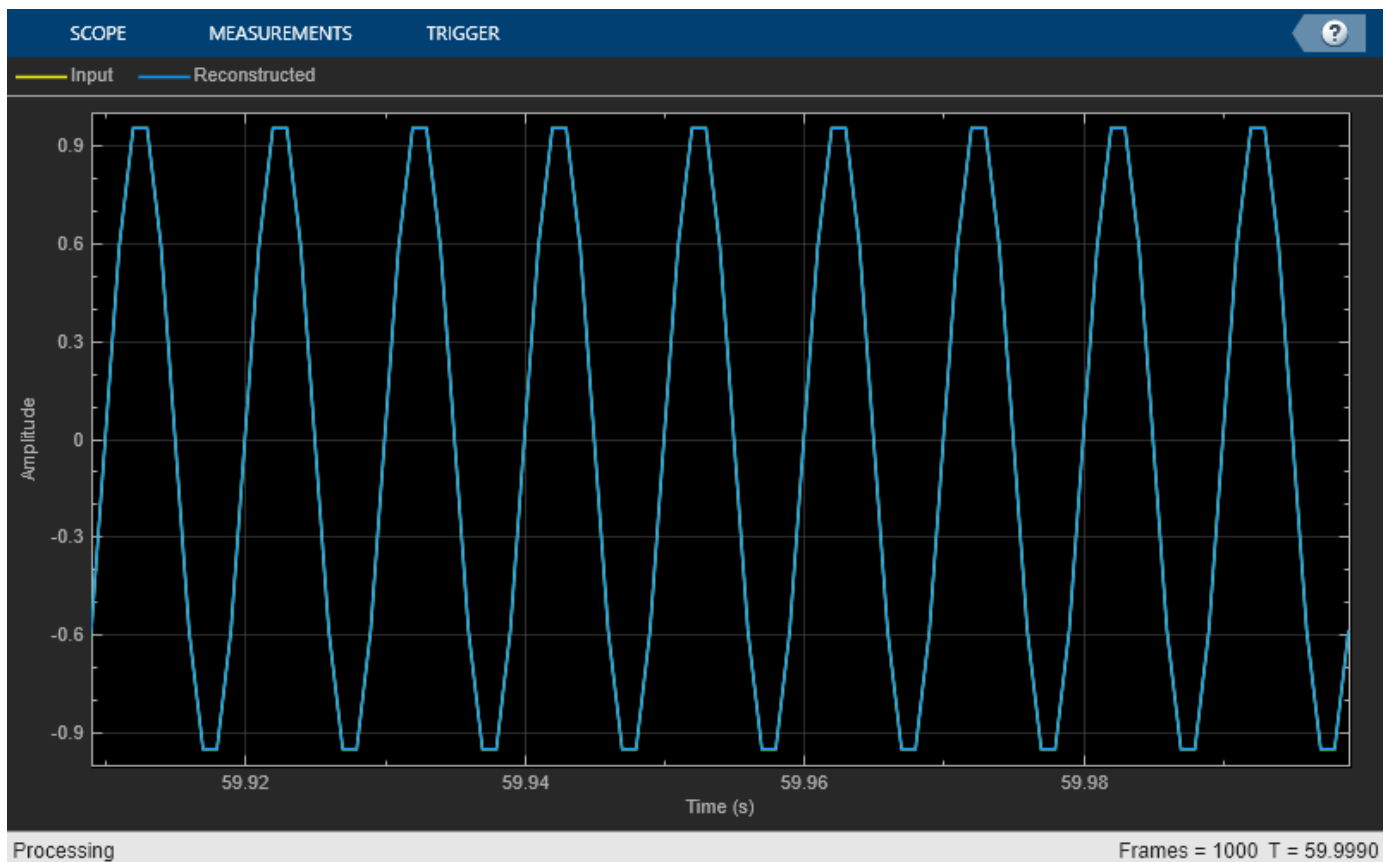 SCOPE MEASUREMENTS TRIGGER ?
Input Reconstructed
0.9
0.6
0.3
0
-0.3
-0.6
-0.9
Amplitude
59.92 59.94 59.96 59.98
Time (s)
Processing Frames = 1000 T = 59.9990